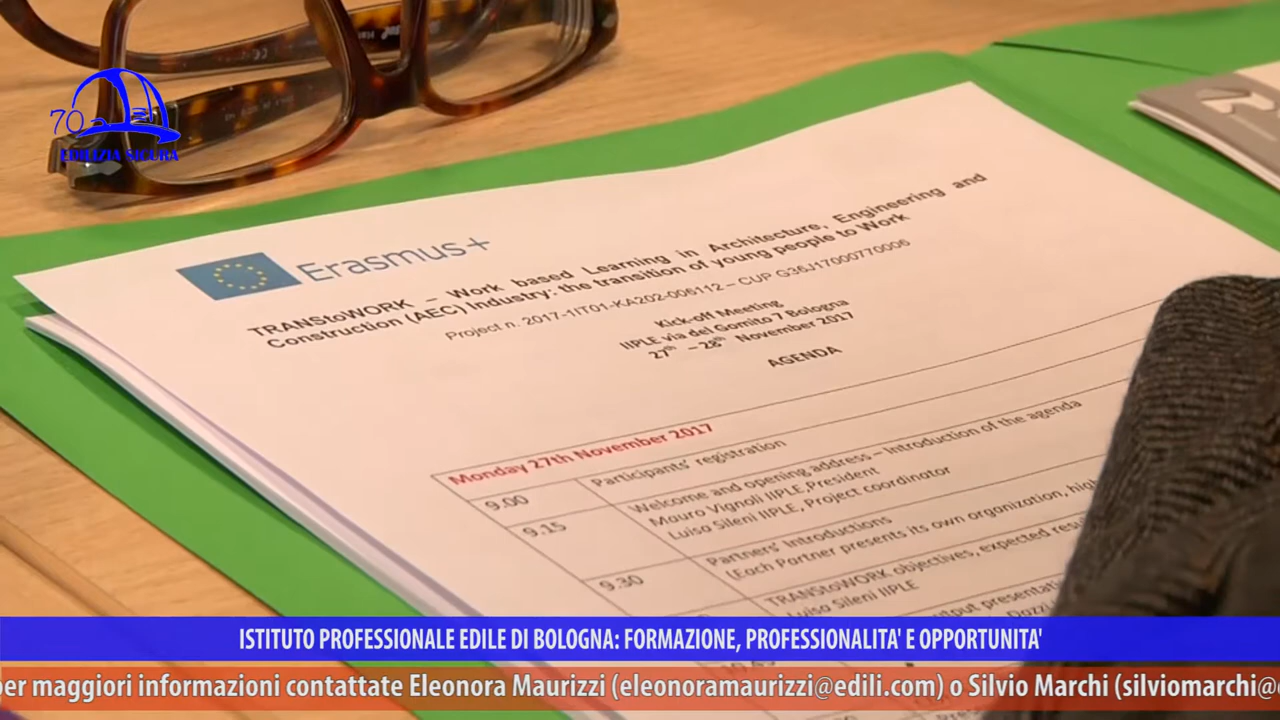 70
EDILIZIA SICURA
Erasmus+
TRANStoWORK – Work based Learning in Architecture, Engineering and
Construction (AEC) Industry: the transition of young people to Work
Project n. 2017-1IT01-KA202-006112 – CUP G36J17000770006
Kick-off Meeting
IIPLE via del Gomito 7 Bologna
27th – 28th November 2017
AGENDA
Monday 27th November 2017
9.00 Participants' registration
9.15 Welcome and opening address – Introduction of the agenda
Mauro Vignoli IIPLE,President
Luisa Sileni IIPLE, Project coordinator
9.30 Partners' Introductions
(Each Partner presents its own organization,
TRANStoWORK objectives, expected
Luisa Sileni IIPLE
ISTITUTO PROFESSIONALE EDILE DI BOLOGNA: FORMAZIONE, PROFESSIONALITA' E OPPORTUNITA'
per maggiori informazioni contattate Eleonora Maurizzi (eleonoramaurizzi@edili.com) o Silvio Marchi (silviomarchi@